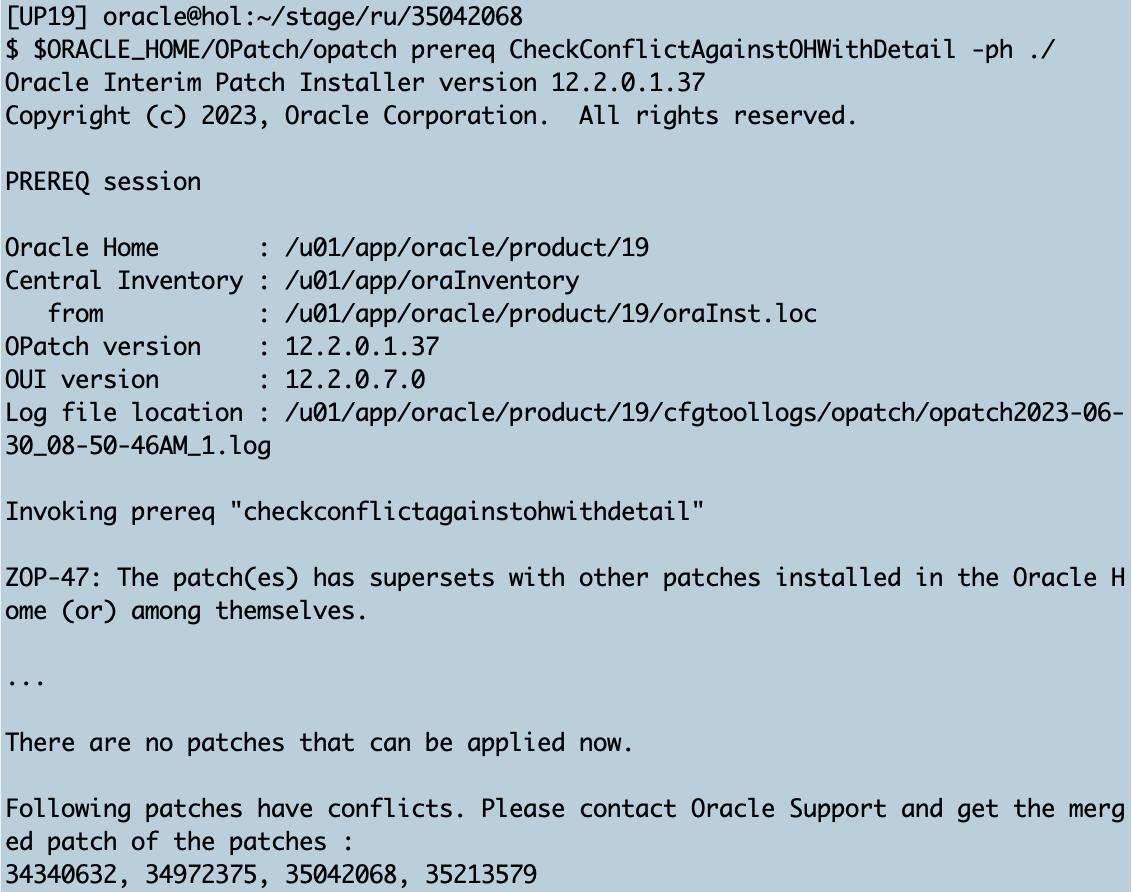 [UP19] oracle@hol:~/stage/ru/35042068
$ $ORACLE_HOME/OPatch/opatch prereq CheckConflictAgainstOHWithDetail -ph ./
Oracle Interim Patch Installer version 12.2.0.1.37
Copyright (c) 2023, Oracle Corporation.  All rights reserved.

PREREQ session

Oracle Home       : /u01/app/oracle/product/19
Central Inventory : /u01/app/oraInventory
   from           : /u01/app/oracle/product/19/oraInst.loc
OPatch version    : 12.2.0.1.37
OUI version       : 12.2.0.7.0
Log file location : /u01/app/oracle/product/19/cfgtoollogs/opatch/opatch2023-06-
30_08-50-46AM_1.log

Invoking prereq "checkconflictagainstohwithdetail"

ZOP-47: The patch(es) has supersets with other patches installed in the Oracle H
ome (or) among themselves.

...

There are no patches that can be applied now.

Following patches have conflicts. Please contact Oracle Support and get the merg
ed patch of the patches :
34340632, 34972375, 35042068, 35213579